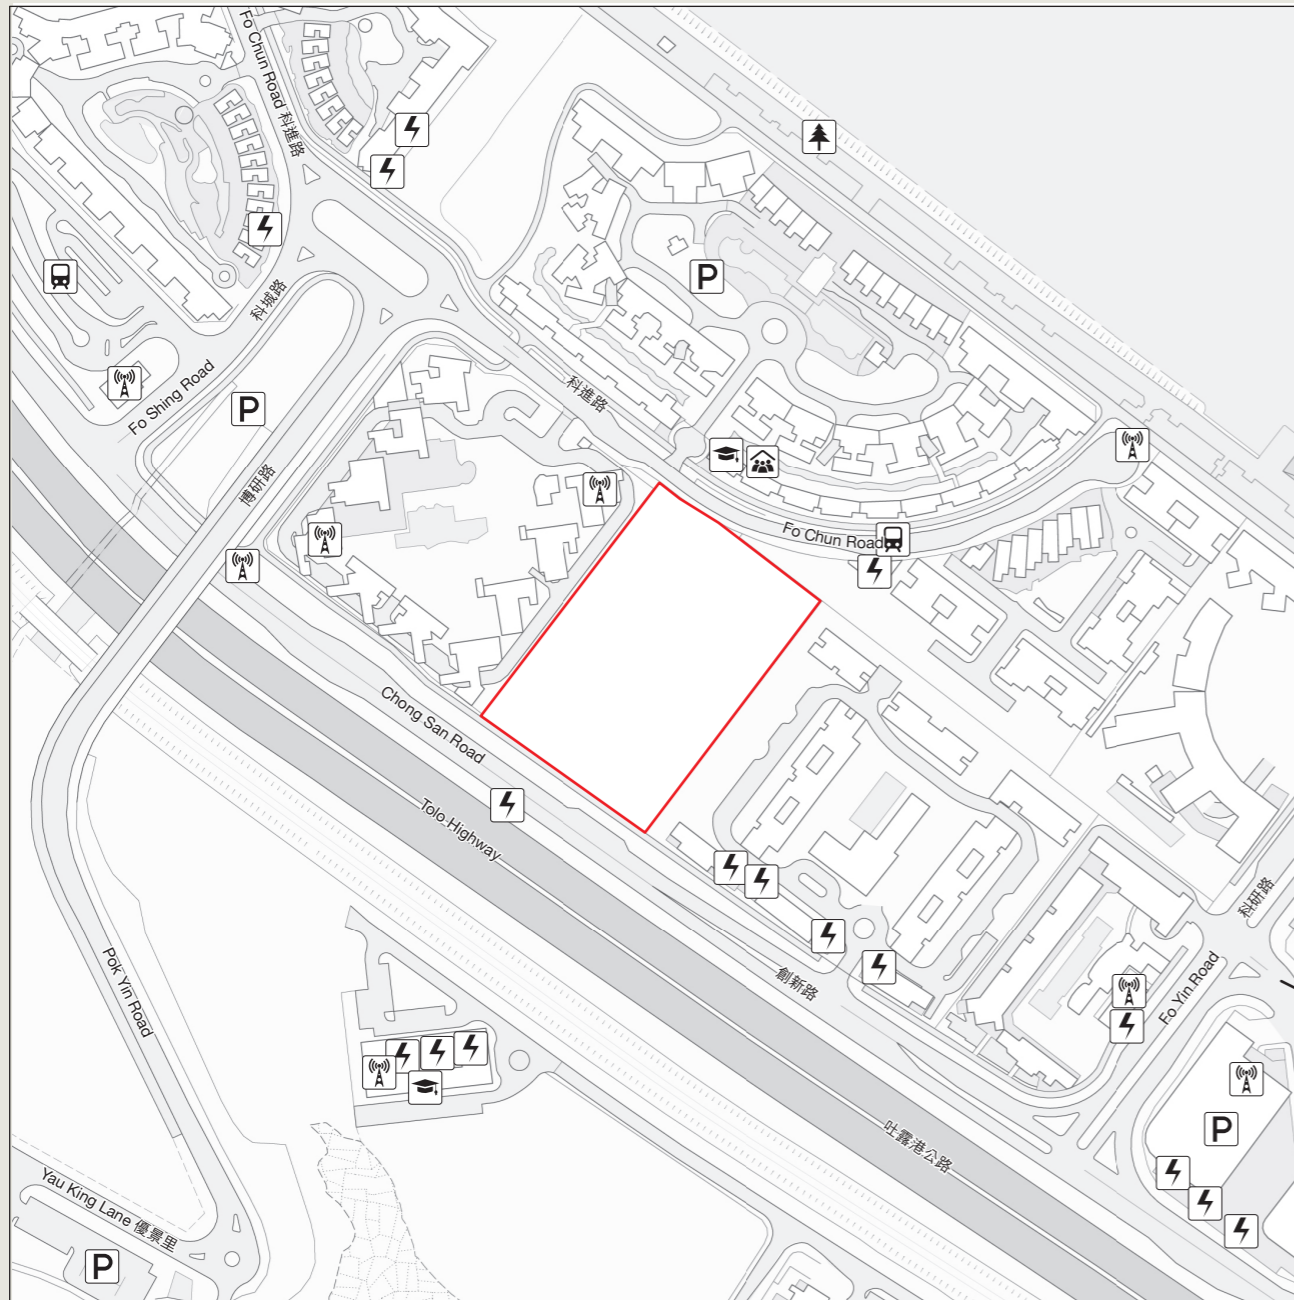 Fo Chun Road 科進路
科城路
Fo Shing Road
P
P
科進路
博研路
Fo Chun Road
Chong San Road
Tolo Highway
科研路
創新路
Fo Yin Road
Pok Yin Road
吐露港公路
P
Yau King Lane 優景里
P